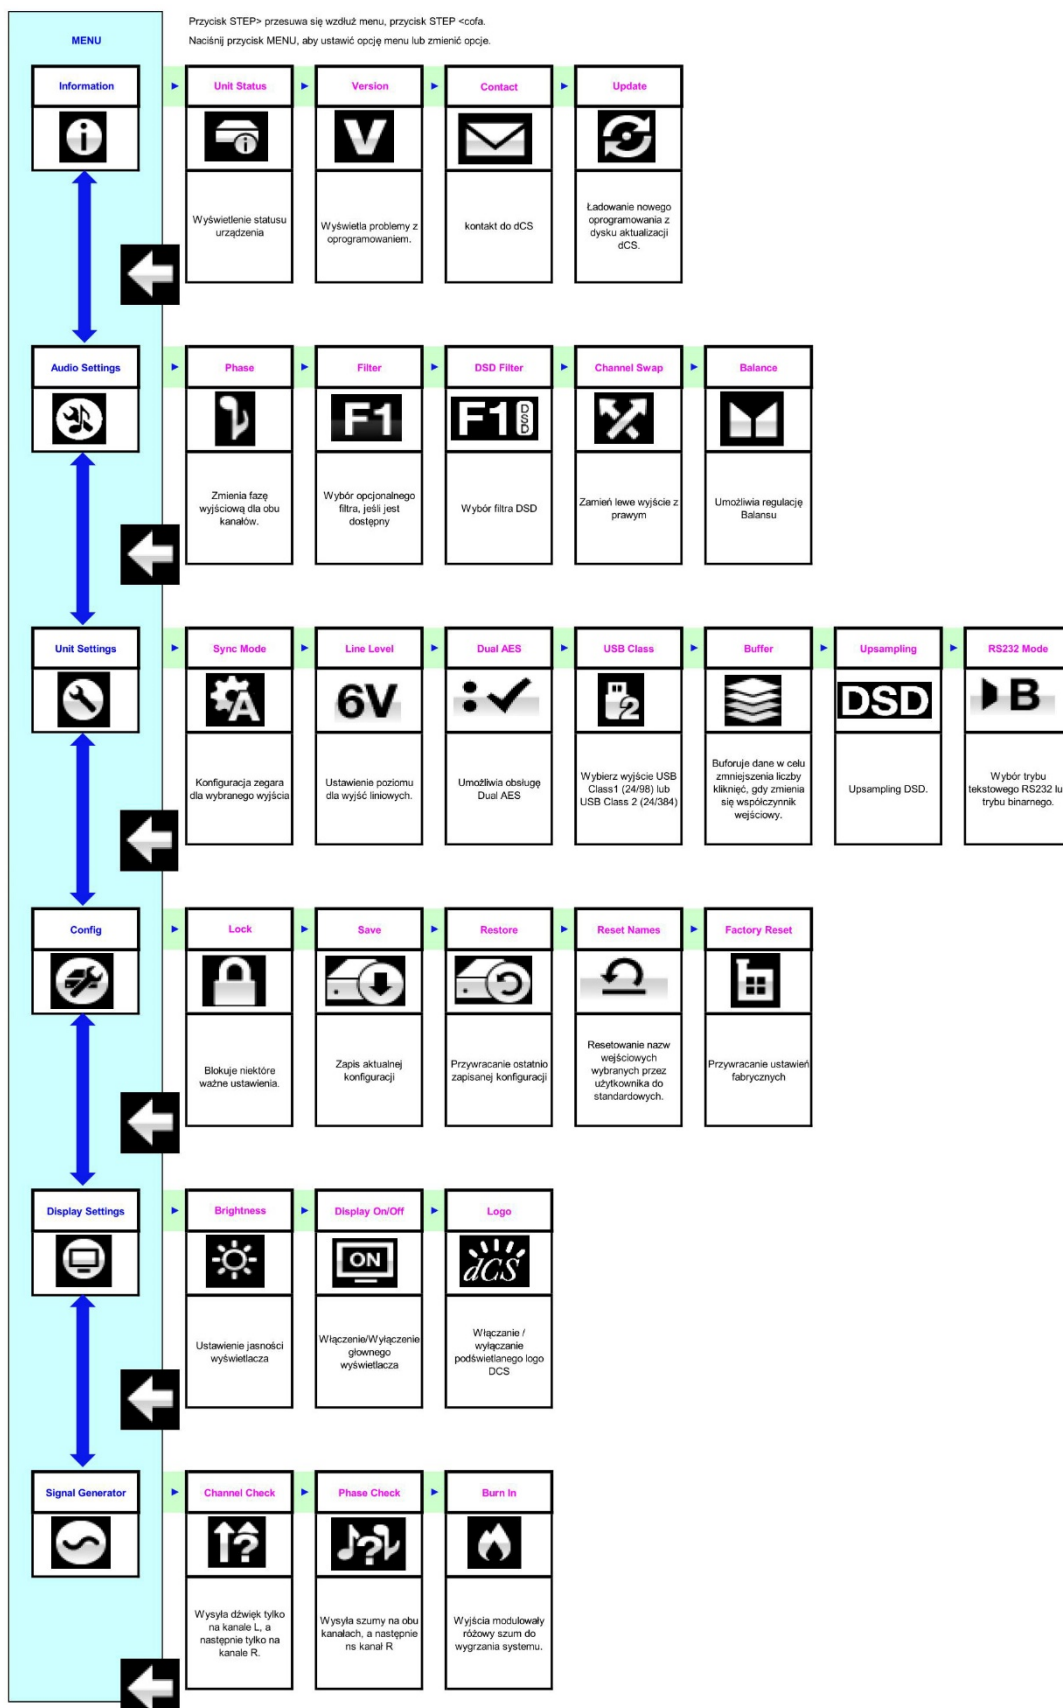 Przycisk STEP> przesuwa się wzdłuż menu, przycisk STEP <cofa.
MENU
Naciśnij przycisk MENU, aby ustawić opcję menu lub zmienić opcje.
Information
Unit Status
Version
Contact
Update
V
Wyświetlenie statusu
urządzenia
Wyświetla problemy z
oprogramowaniem.
kontakt do dCS
Ładowanie nowego
oprogramowania z
dysku aktualizacji
dCS.
Audio Settings
Phase
Filter
DSD Filter
Channel Swap
Balance
F1
F1 DSD
Zmienia fazę
wyjściową dla obu
kanałów.
Wybór opcjonalnego
filtra, jeśli jest
dostępny
Wybór filtra DSD
Zamień lewe wyjście z
prawym
Umożliwia regulację
Balansu
Unit Settings
Sync Mode
Line Level
Dual AES
USB Class
Buffer
Upsampling
RS232 Mode
A
6V
2
DSD
B
Konfiguracja zegara
dla wybranego wyjścia
Ustawienie poziomu
dla wyjść liniowych.
Umożliwia obsługę
Dual AES
Wybierz wyjście USB
Class1 (24/98) lub
USB Class 2 (24/384)
Buforuje dane w celu
zmniejszenia liczby
kliknięć, gdy zmienia
się współczynnik
wejściowy.
Upsampling DSD.
Wybór trybu
tekstowego RS232 lu
trybu binarnego.
Config
Lock
Save
Restore
Reset Names
Factory Reset
Blokuje niektóre
ważne ustawienia.
Zapis aktualnej
konfiguracji
Przywracanie ostatnio
zapisanej konfiguracji
Resetowanie nazw
wejściowych
wybranych przez
użytkownika do
standardowych.
Przywracanie ustawień
fabrycznych
Display Settings
Brightness
Display On/Off
Logo
ON
dCS
Ustawienie jasności
wyświetlacza
Włączenie/Wyłączenie
głownego
wyświetlacza
Włączanie /
wyłączanie
podświetlanego logo
DCS
Signal Generator
Channel Check
Phase Check
Burn In
?
?
Wysyła dźwięk tylko
na kanale L, a
następnie tylko na
kanale R.
Wysyła szumy na obu
kanałach, a następnie
ns kanał R
Wyjścia modulowały
różowy szum do
wygrzania systemu.